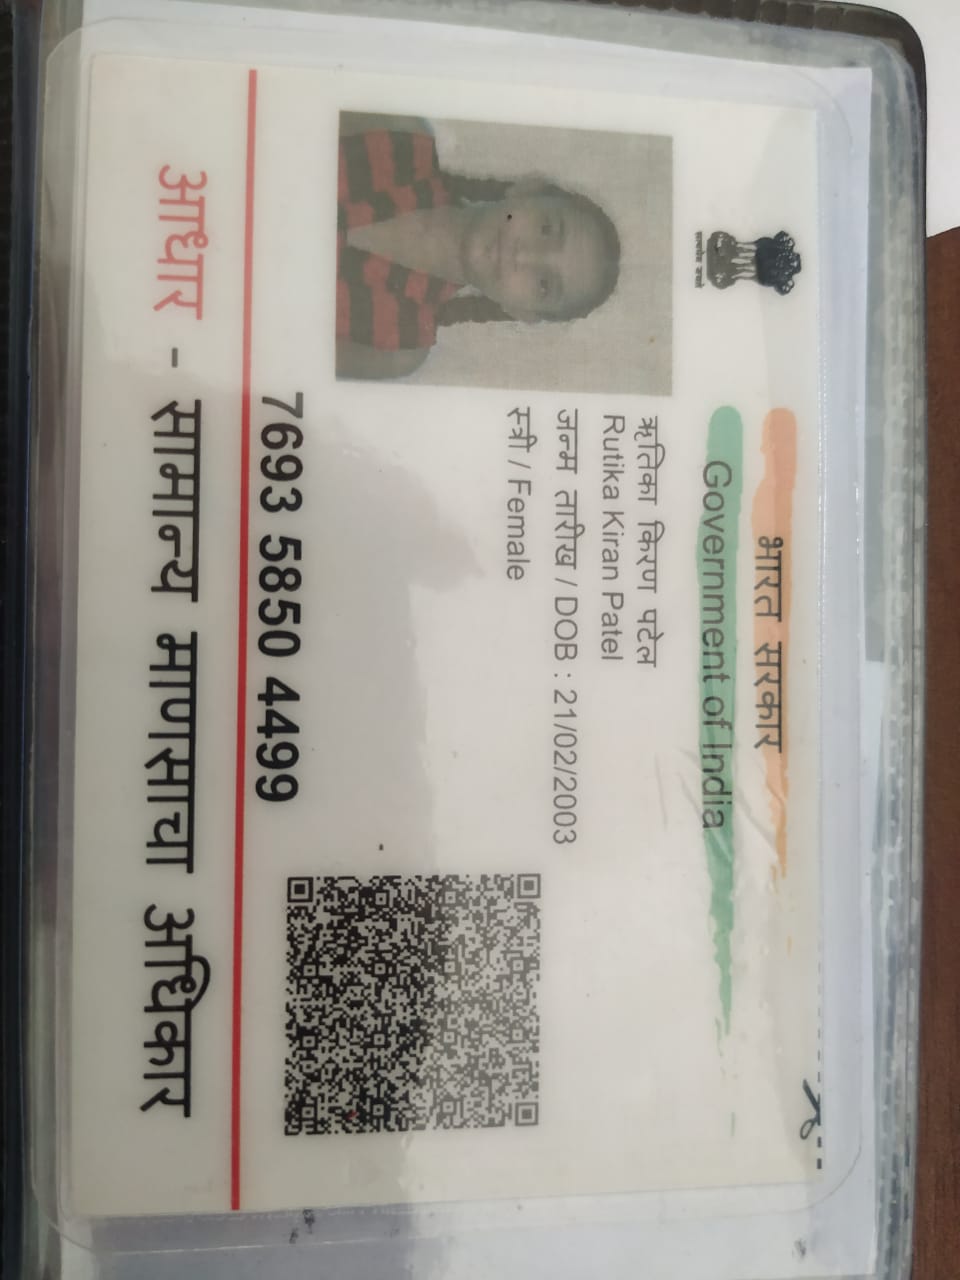 सत्यमेव जयते
भारत सरकार
Government of India
ऋतिका किरण पटेल
Rutika Kiran Patel
जन्म तारीख / DOB : 21/02/2003
स्त्री / Female
7693 5850 4499
आधार - सामान्य माणसाचा अधिकार